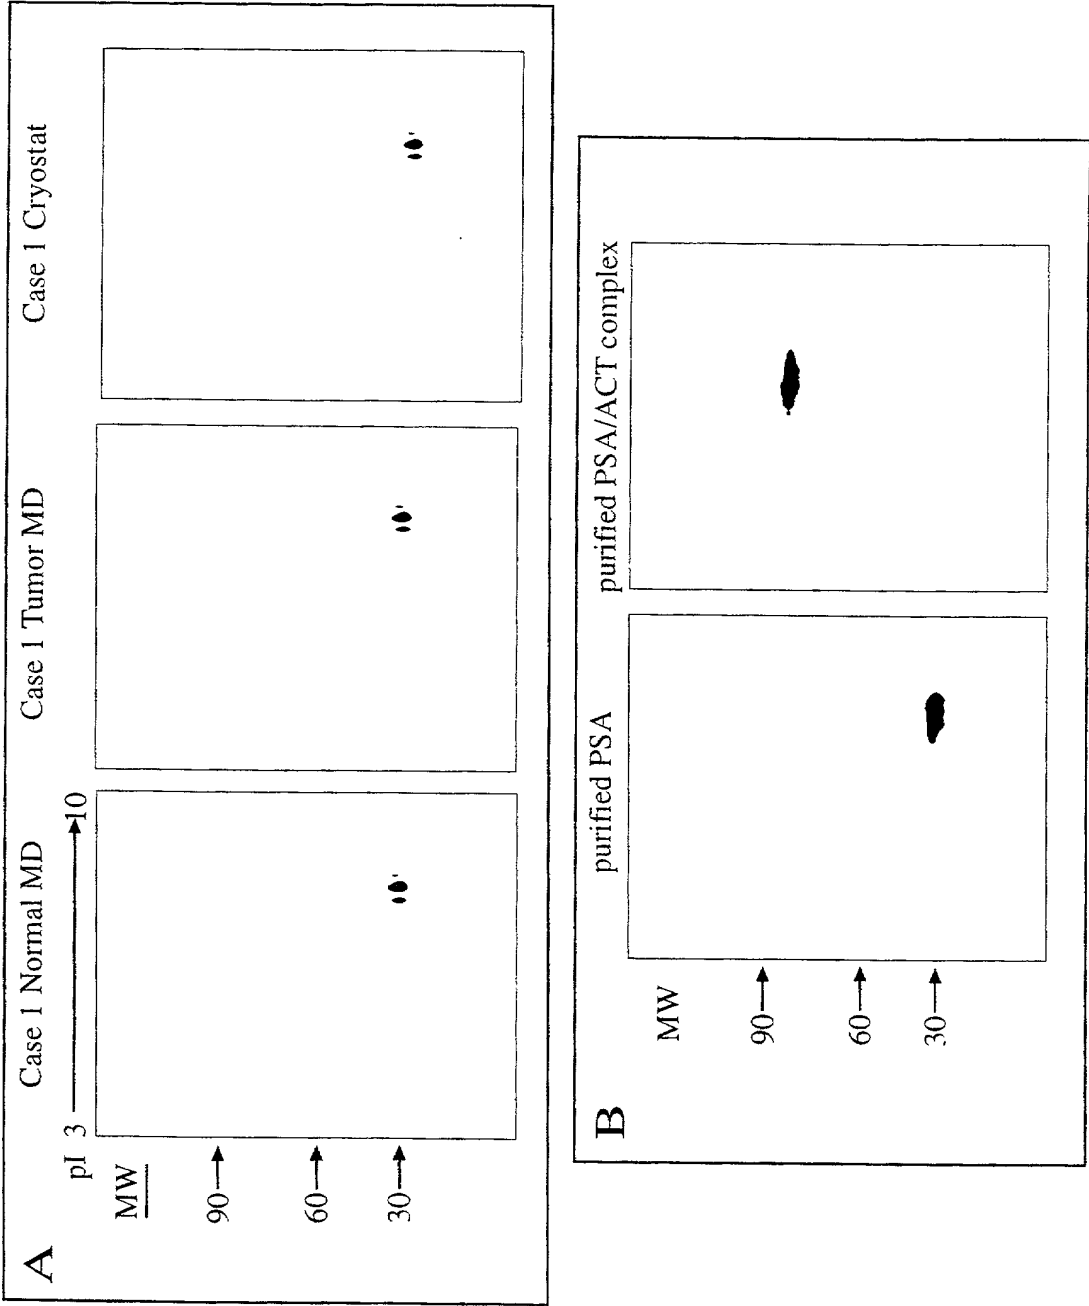 A
Case 1 Normal MD
Case 1 Tumor MD
Case 1 Cryostat
pI 3 10
MW
90
60
30
B
purified PSA
purified PSA/ACT complex
MW
90
60
30